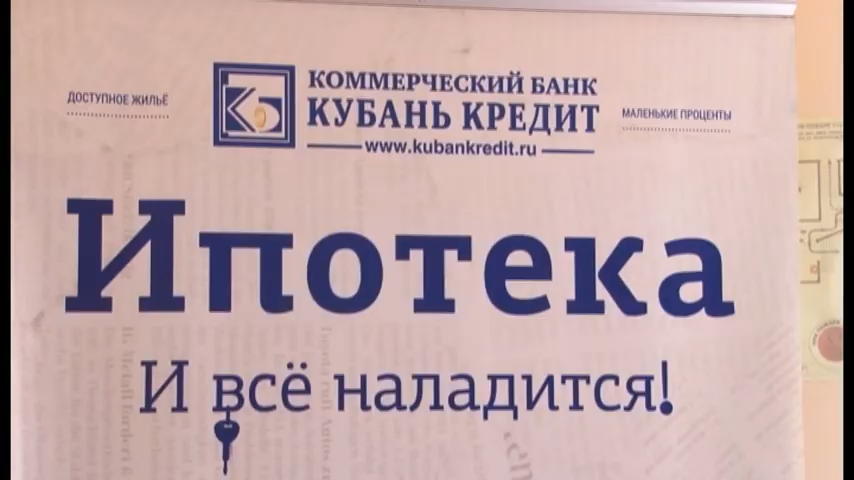 ДОСТУПНОЕ ЖИЛЬЁ
КОММЕРЧЕСКИЙ БАНК
КУБАНЬ КРЕДИТ
www.kubankredit.ru
МАЛЕНЬКИЕ ПРОЦЕНТЫ
Ипотека
И всё наладится!